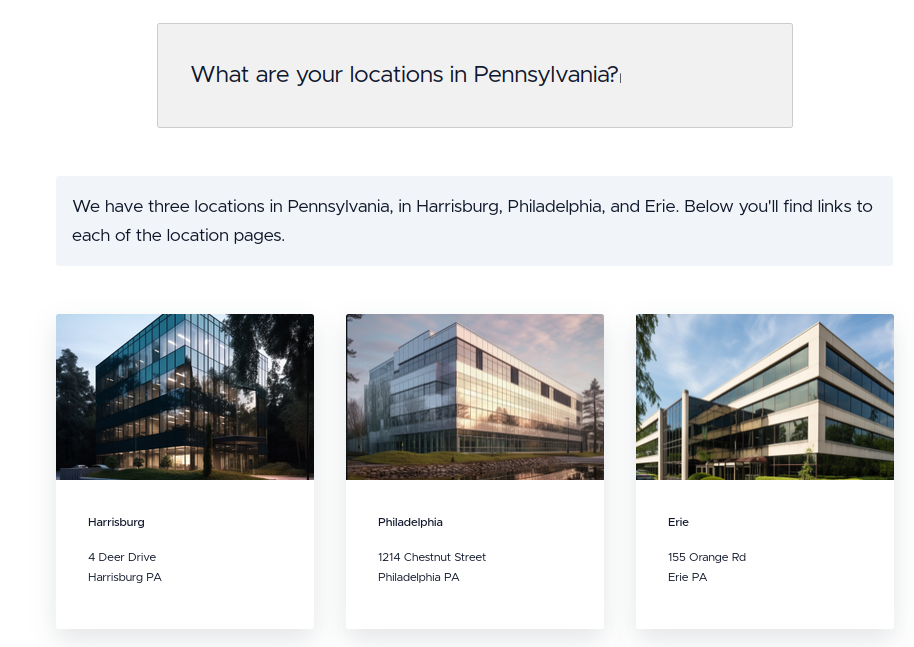 What are your locations in Pennsylvania?
We have three locations in Pennsylvania, in Harrisburg, Philadelphia, and Erie. Below you'll find links to
each of the location pages.
Harrisburg
4 Deer Drive
Harrisburg PA
Philadelphia
1214 Chestnut Street
Philadelphia PA
Erie
155 Orange Rd
Erie PA